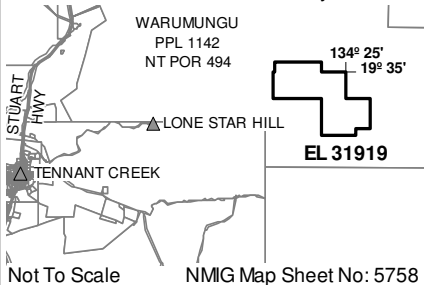 WARUMUNGU
PPL 1142
NT POR 494
134º 25'
19º 35'
STUART
HWY
LONE STAR HILL
EL 31919
TENNANT CREEK
Not To Scale
NMIG Map Sheet No: 5758